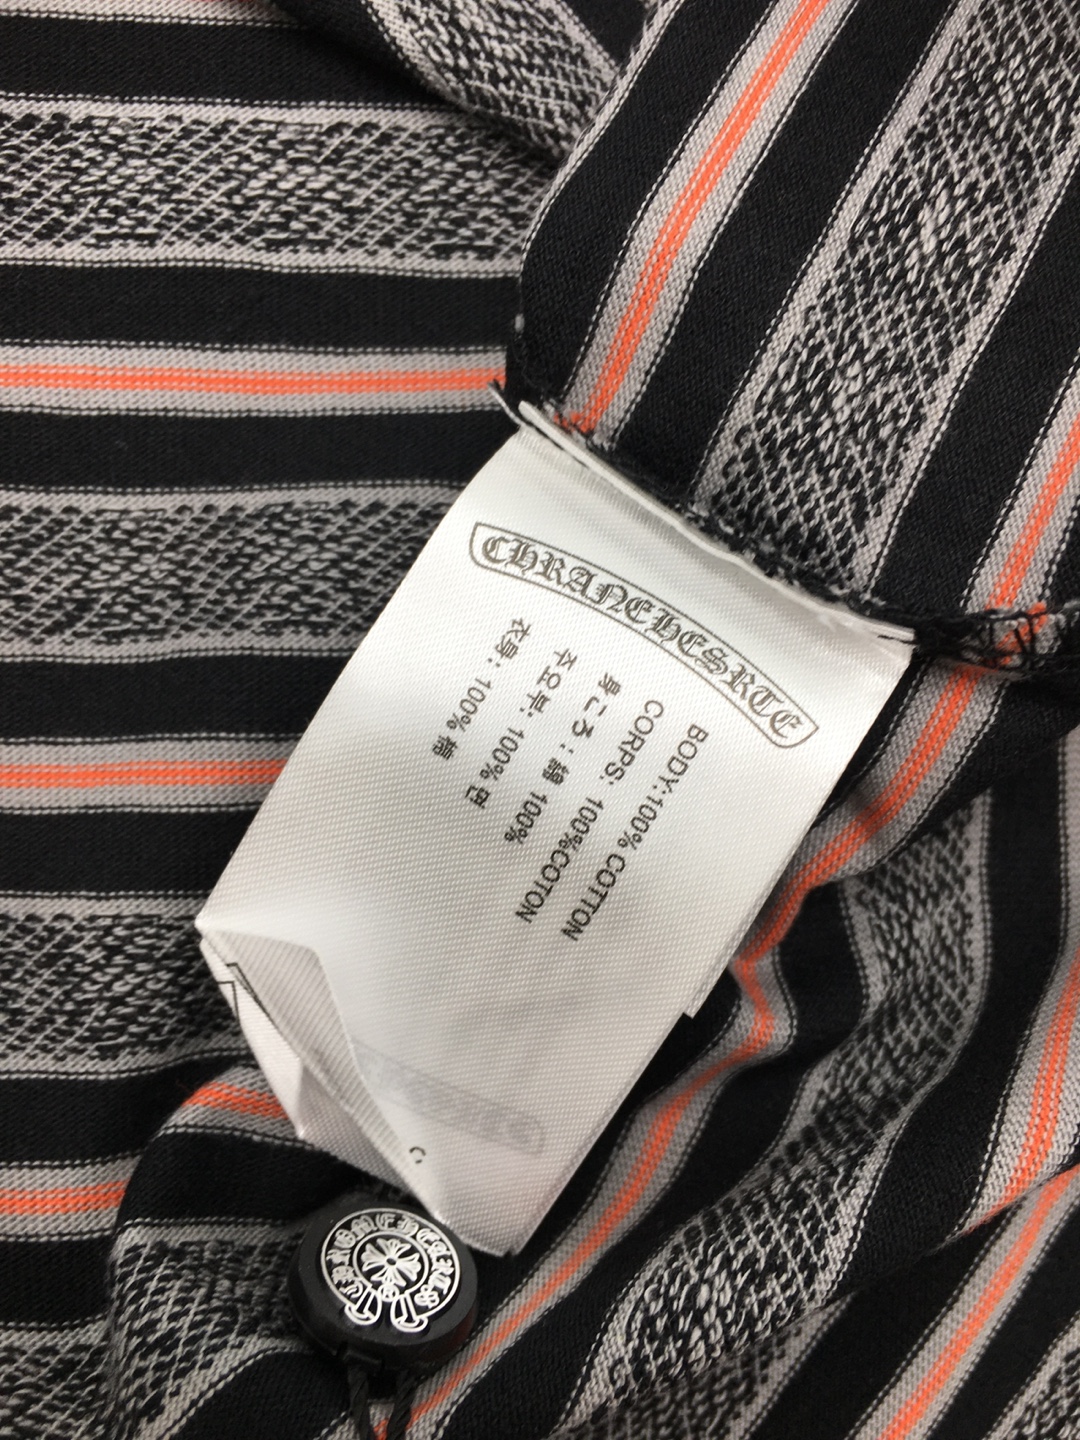 CHRANEHESRTE
BODY:100% COTTON
CORPS: 100%COTON
身ころ : 綿 100%
주요부: 100% 면
衣身: 100% 棉